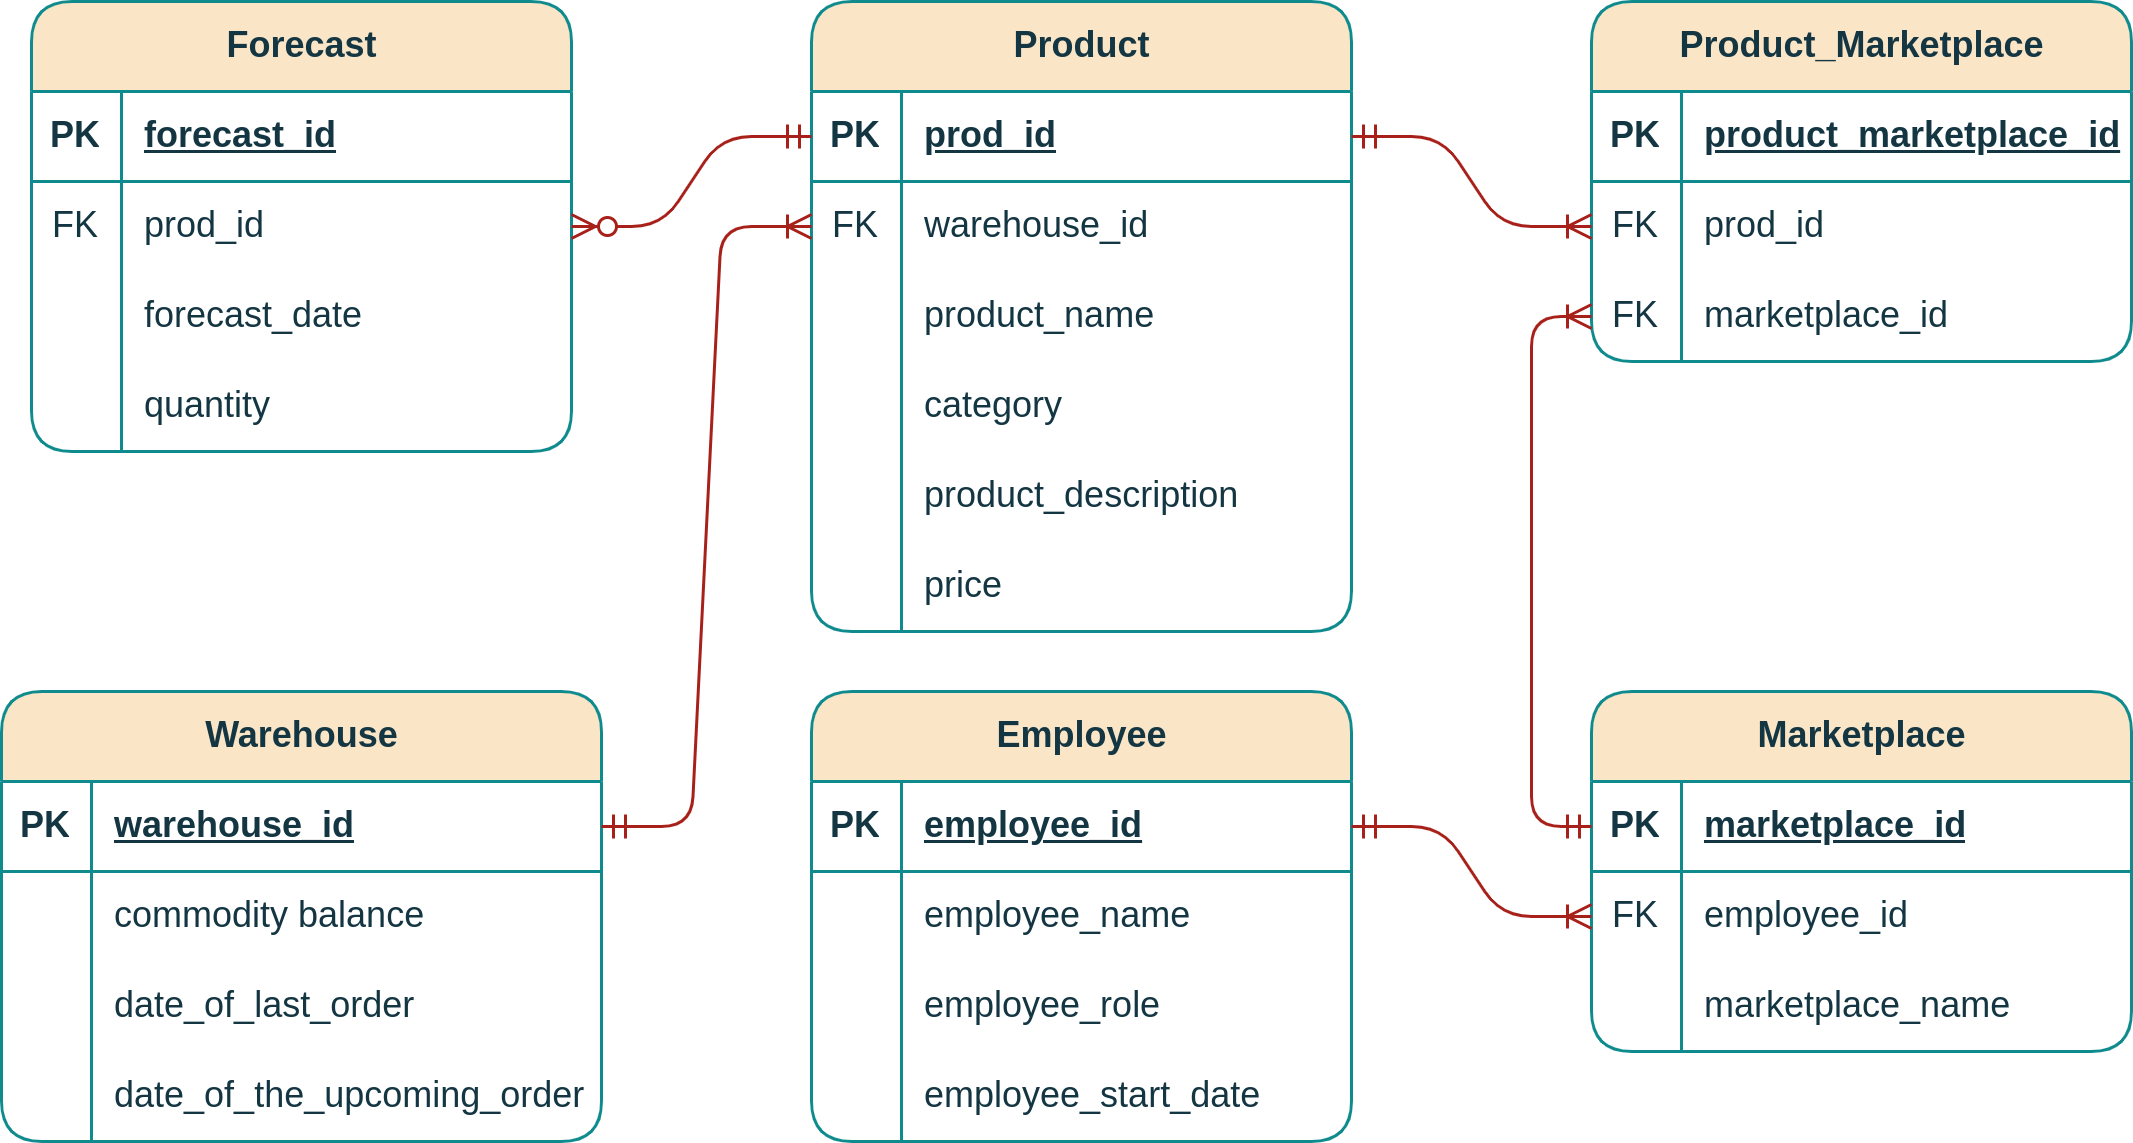 Forecast
PK forecast_id
FK prod_id
forecast_date
quantity
Product
PK prod_id
FK warehouse_id
product_name
category
product_description
price
Product_Marketplace
PK product_marketplace_id
FK prod_id
FK marketplace_id
Warehouse
PK warehouse_id
commodity balance
date_of_last_order
date_of_the_upcoming_order
Employee
PK employee_id
employee_name
employee_role
employee_start_date
Marketplace
PK marketplace_id
FK employee_id
marketplace_name